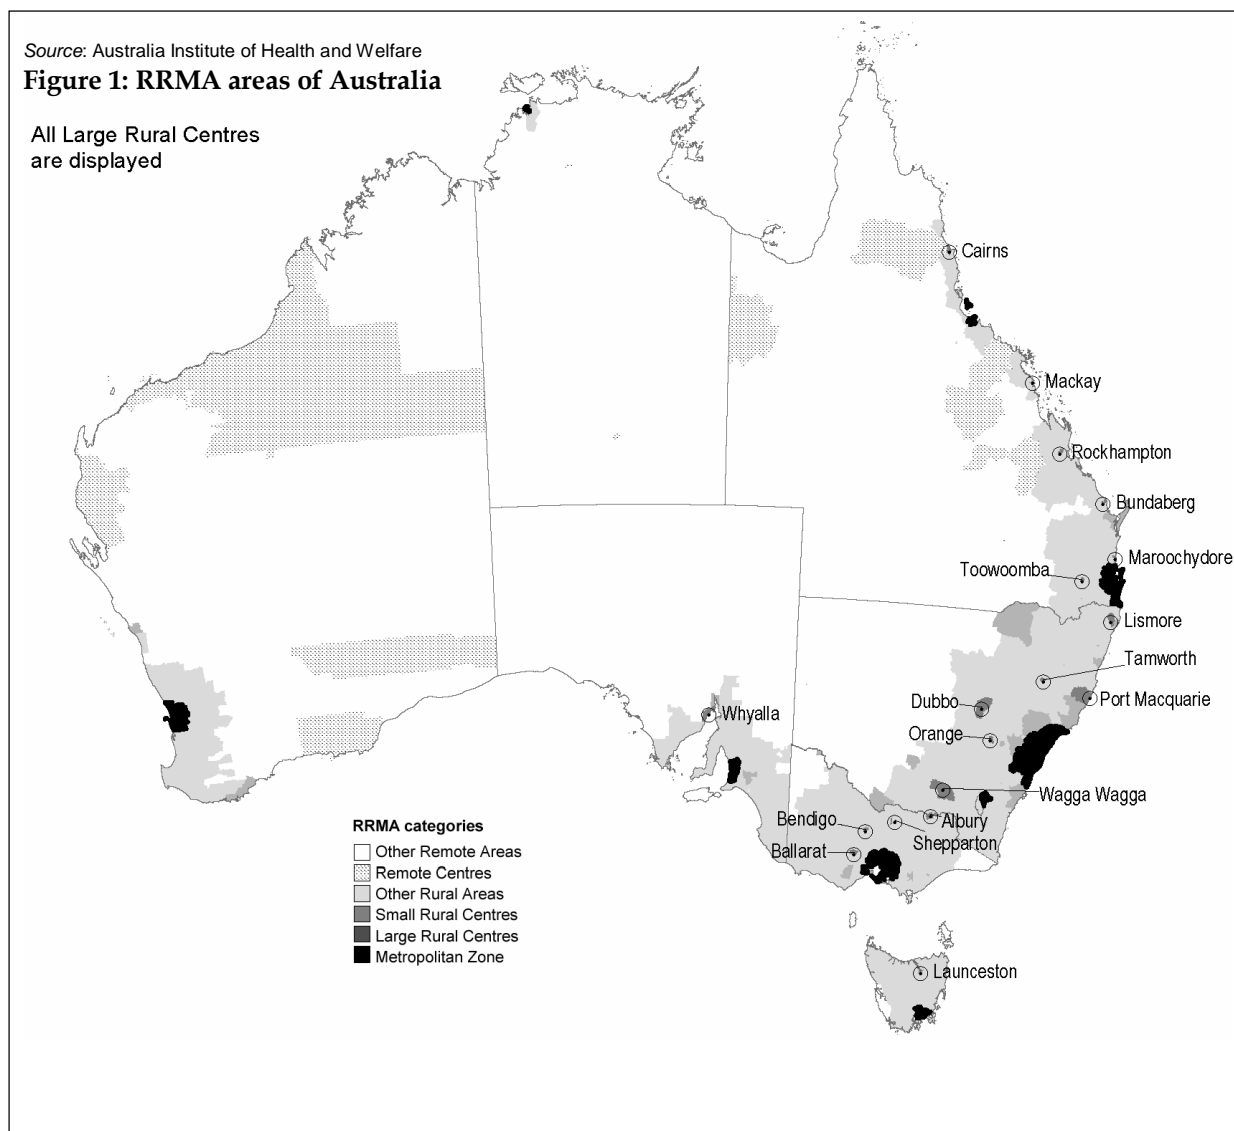 Source: Australia Institute of Health and Welfare
Figure 1: RRMA areas of Australia
All Large Rural Centres
are displayed
Cairns
Mackay
Rockhampton
Bundaberg
Maroochydore
Toowoomba
Lismore
Tamworth
Port Macquarie
Dubbo
Whyalla
Orange
Wagga Wagga
Albury
Bendigo
Shepparton
Ballarat
RRMA categories
Other Remote Areas
Remote Centres
Other Rural Areas
Small Rural Centres
Large Rural Centres
Metropolitan Zone
Launceston